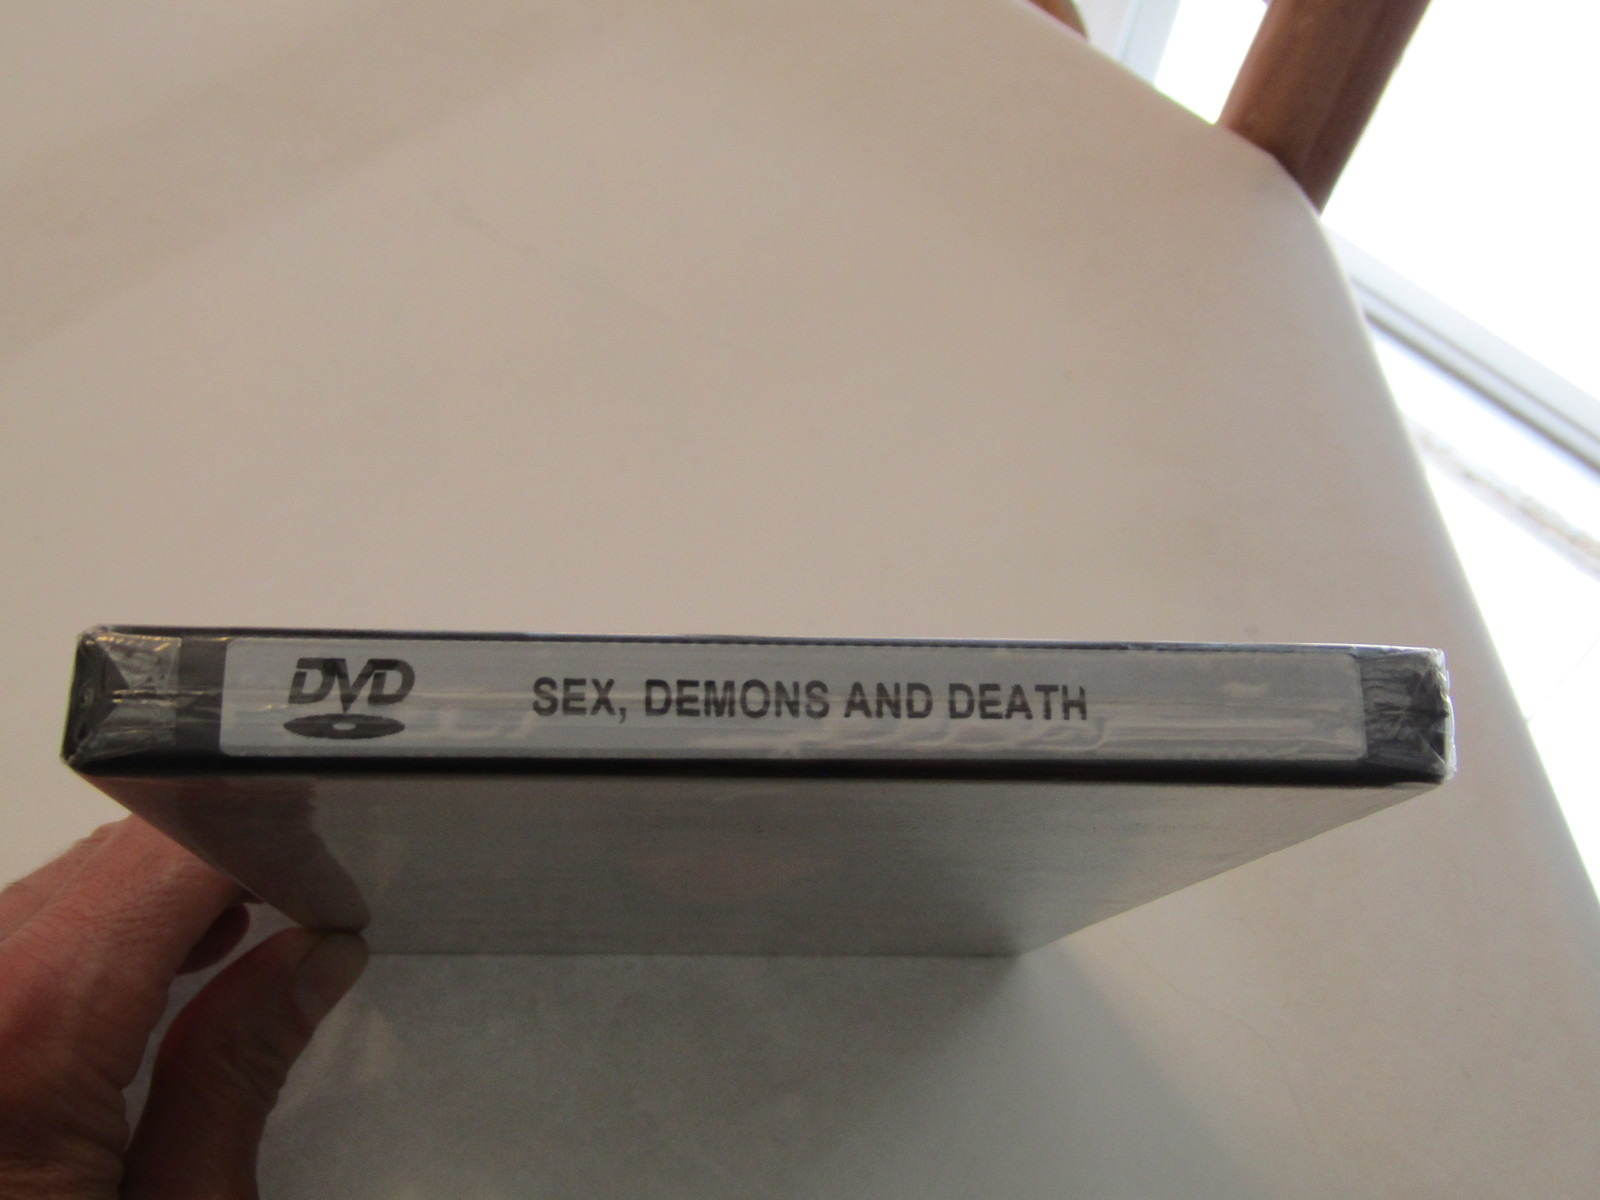 DVD SEX, DEMONS AND DEATH